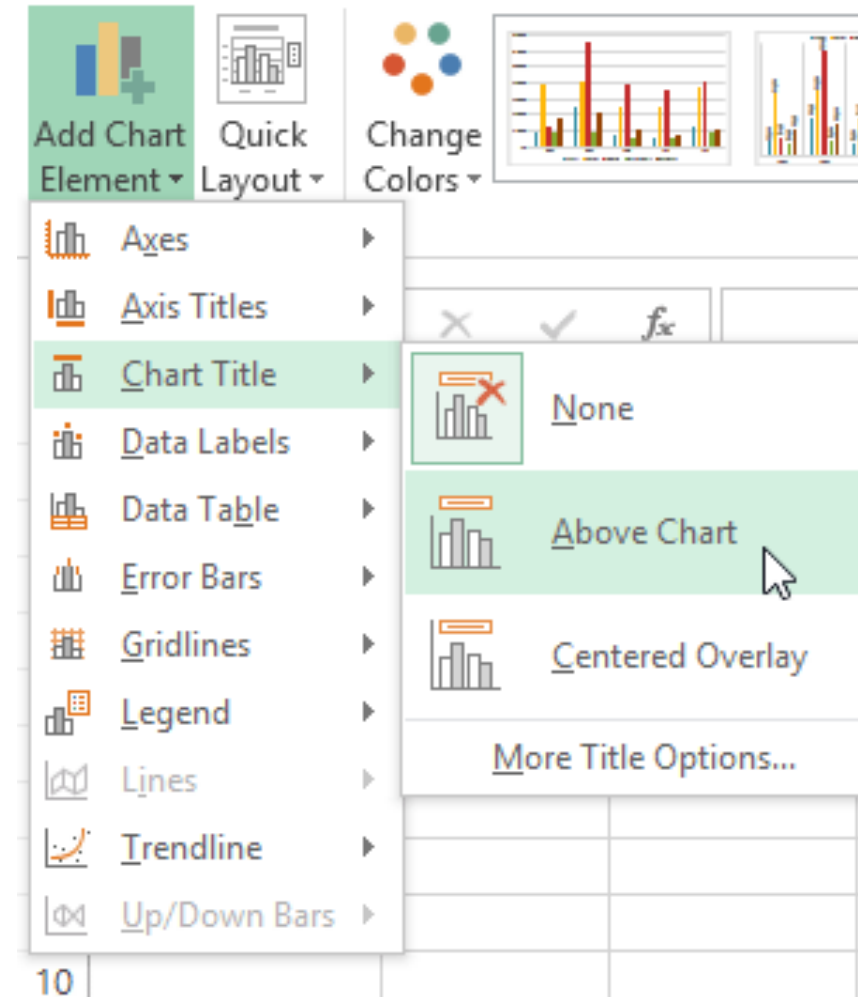 Add Chart Element
Quick Layout
Change Colors
Axes
Axis Titles
Chart Title
Data Labels
Data Table
Error Bars
Gridlines
Legend
Lines
Trendline
Up/Down Bars
fx
None
Above Chart
Centered Overlay
More Title Options...
10